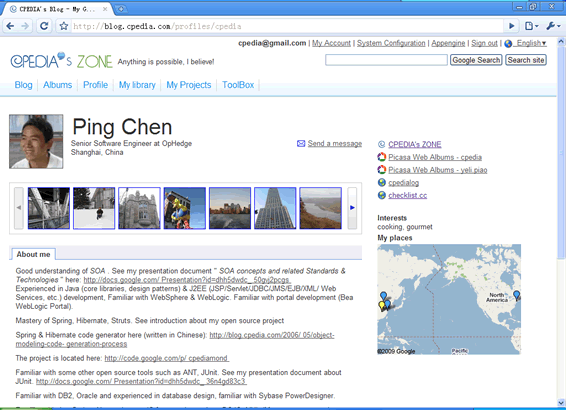 CPEDIA's Blog - My G...
http://blog.cpedia.com/profiles/cpedia
cpedia@gmail.com | My Account | System Configuration | Appengine | Sign out | English▼
CPEDIA's ZONE Anything is possible, I believe!
Google Search Search site
Blog Albums Profile My library My Projects ToolBox
Ping Chen
Senior Software Engineer at OpHedge
Shanghai, China
Send a message
CPEDIA's ZONE
Picasa Web Albums - cpedia
Picasa Web Albums - yeli.piao
cpedialog
checklist.cc
Interests
cooking, gourmet
My places
North
America
©2009 Google
Pacific
About me
Good understanding of SOA . See my presentation document " SOA concepts and related Standards &
Technologies " here: http://docs.google.com/ Presentation?id=dhh5dwdc_ 50gvj2pcgs
Experienced in Java (core libraries, design patterns) & J2EE (JSP/Servlet/JDBC/JMS/EJB/XML/ Web
Services, etc.) development, Familiar with WebSphere & WebLogic. Familiar with portal development (Bea
WebLogic Portal).
Mastery of Spring, Hibernate, Struts. See introduction about my open source project
Spring & Hibernate code generator here (written in Chinese): http://blog.cpedia.com/2006/ 05/object-
modeling-code- generation-process
The project is located here: http://code.google.com/p/ cpediamond
Familiar with some other open source tools such as ANT, JUnit. See my presentation document about
JUnit. http://docs.google.com/ Presentation?id=dhh5dwdc_ 36n4gd83c3
Familiar with DB2, Oracle and experienced in database design, familiar with Sybase PowerDesigner.